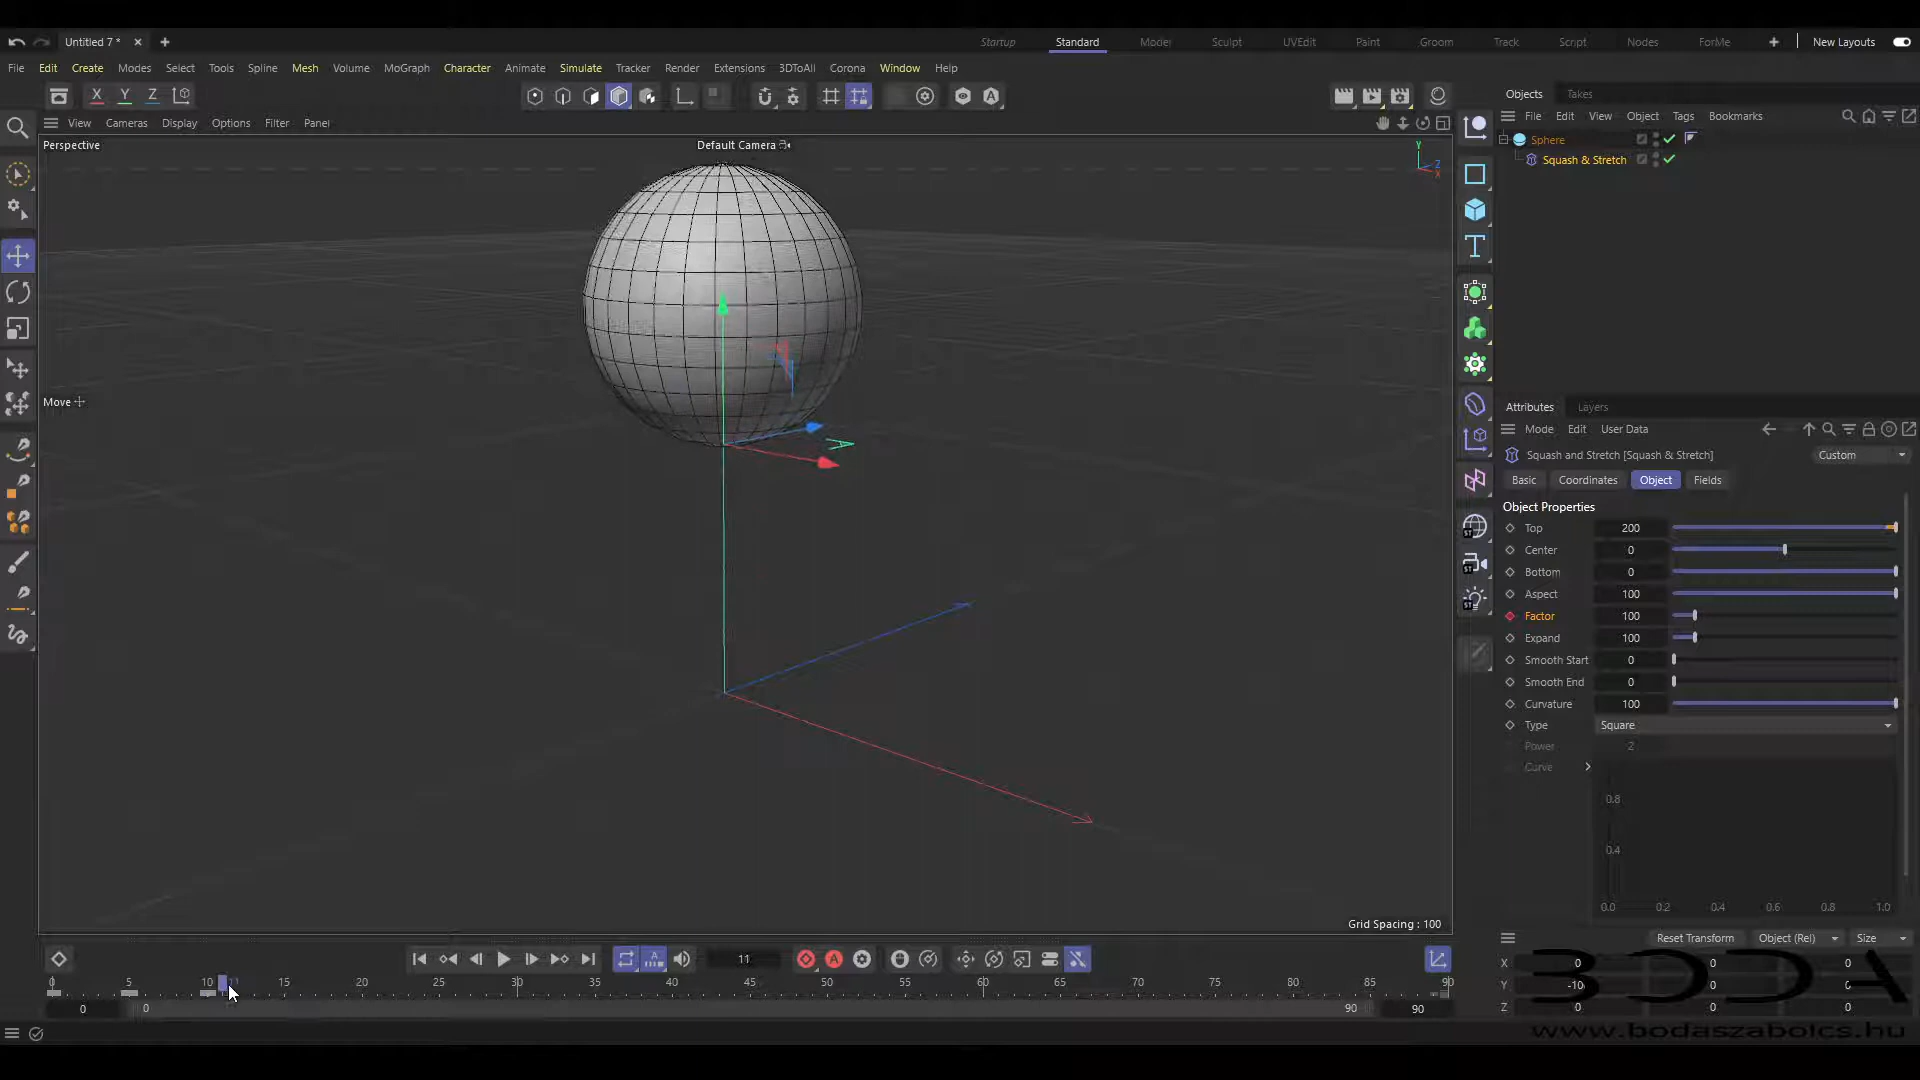 Untitled 7 *
Startup Standard Model Sculpt UVEdit Paint Groom Track Script Nodes ForMe New Layouts
File Edit Create Modes Select Tools Spline Mesh Volume MoGraph Character Animate Simulate Tracker Render Extensions 3DToAll Corona Window Help
X Y Z
Objects Takes
View Cameras Display Options Filter Panel
File Edit View Object Tags Bookmarks
Perspective
Default Camera
Y
Z
X
Sphere
Squash & Stretch
Move
Attributes Layers
Mode Edit User Data
Squash and Stretch [Squash & Stretch]
Custom
Basic Coordinates Object Fields
Object Properties
Top 200
Center 0
Bottom 0
Aspect 100
Factor 100
Expand 100
Smooth Start 0
Smooth End 0
Curvature 100
Type Square
Power 2
Curve
0.8
0.4
0.0 0.2 0.4 0.6 0.8 1.0
Grid Spacing : 100
Reset Transform Object (Rel) Size
11
X 0 0 0
Y -10 0 0
Z 0 0 0
0 5 10 11 15 20 25 30 35 40 45 50 55 60 65 70 75 80 85 90
0 0 90 90
BODA
www.bodaszabolcs.hu